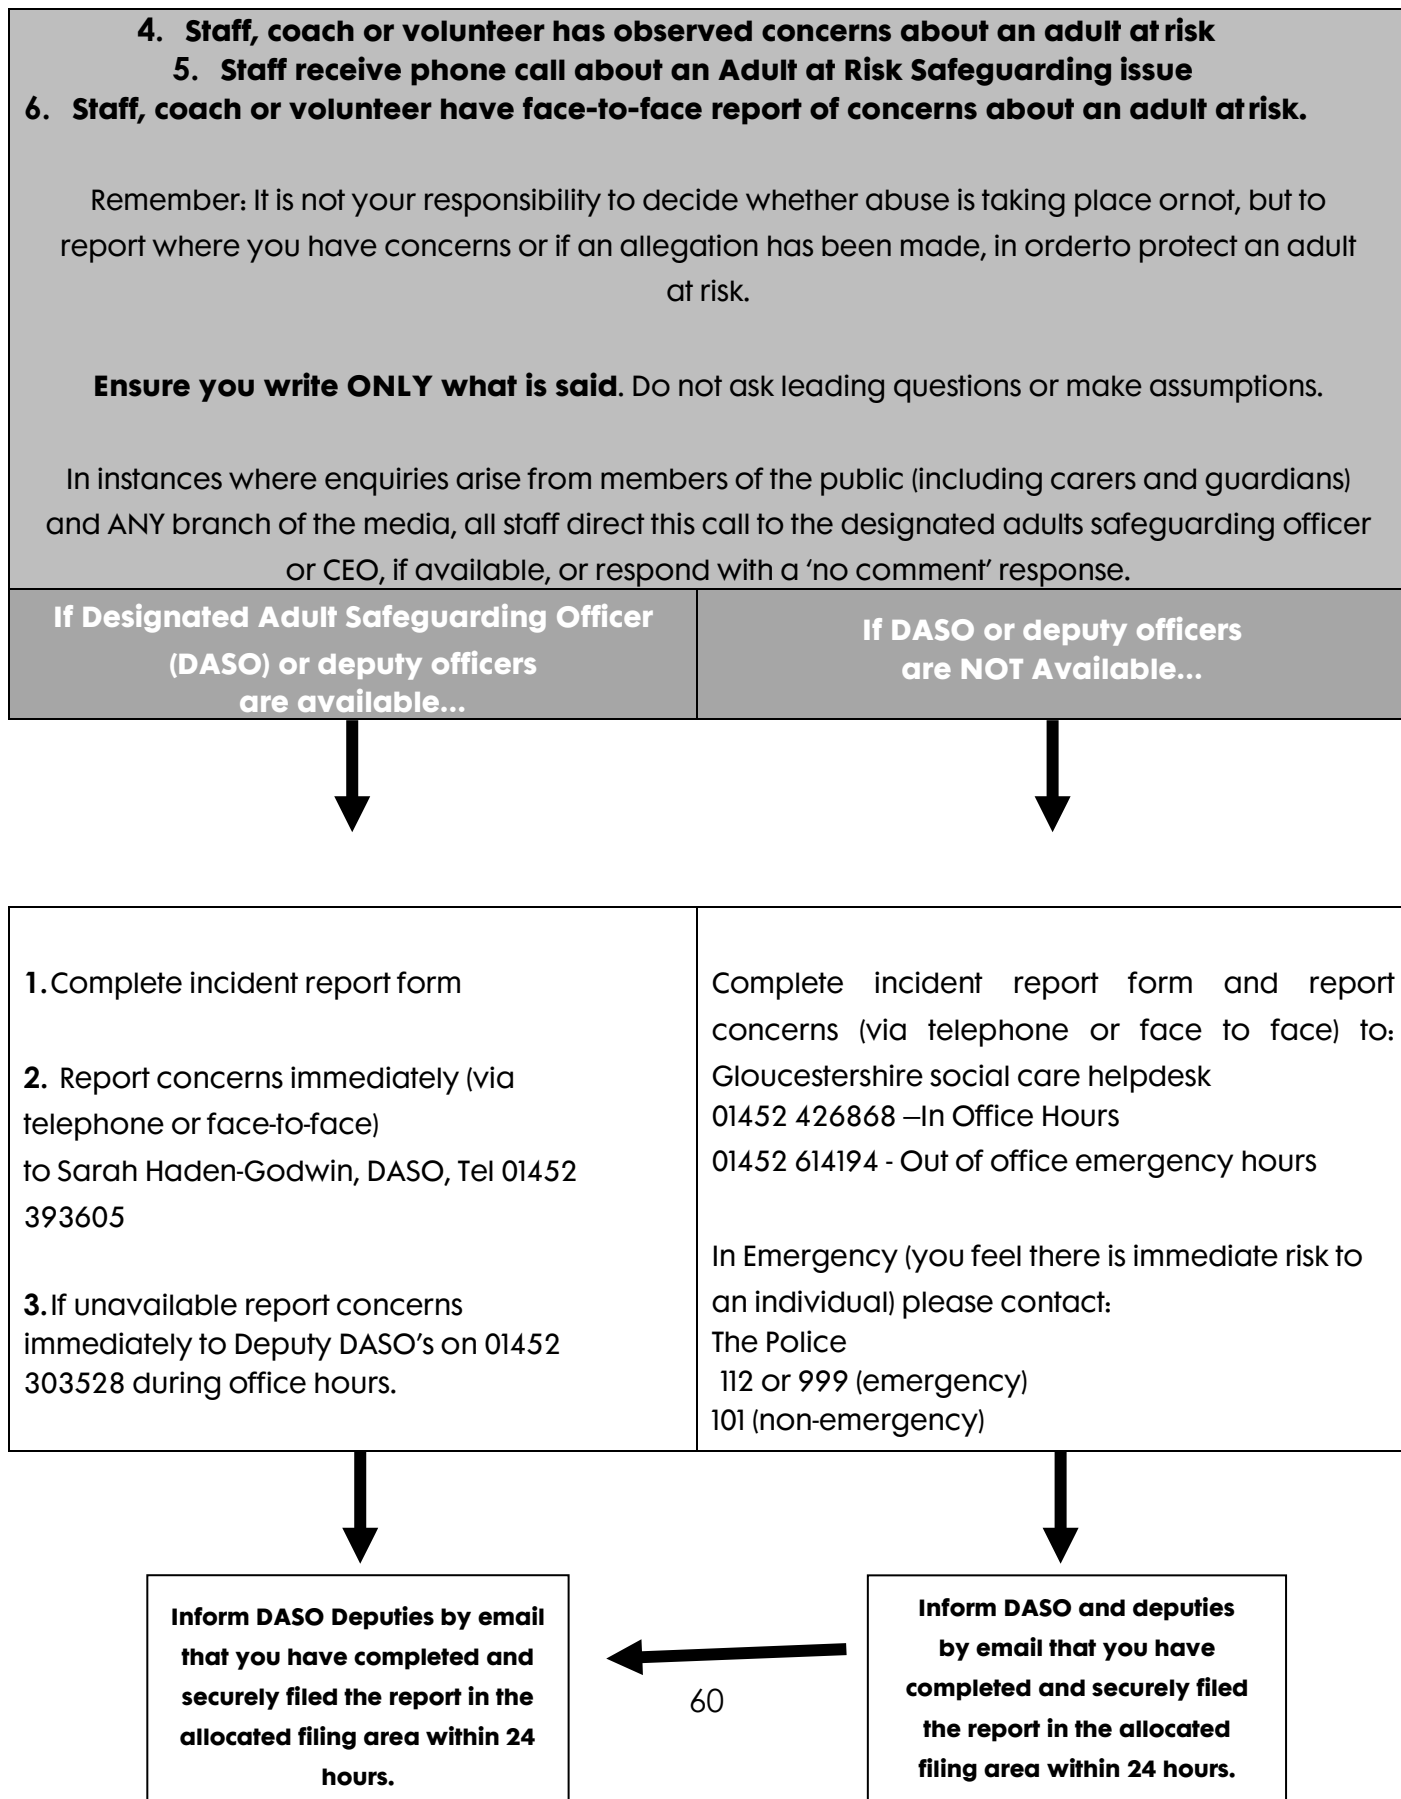 4. Staff, coach or volunteer has observed concerns about an adult at risk
5. Staff receive phone call about an Adult at Risk Safeguarding issue
6. Staff, coach or volunteer have face-to-face report of concerns about an adult at risk.
Remember: It is not your responsibility to decide whether abuse is taking place ornot, but to
report where you have concerns or if an allegation has been made, in orderto protect an adult
at risk.
Ensure you write ONLY what is said. Do not ask leading questions or make assumptions.
In instances where enquiries arise from members of the public (including carers and guardians)
and ANY branch of the media, all staff direct this call to the designated adults safeguarding officer
or CEO, if available, or respond with a ‘no comment’ response.
If Designated Adult Safeguarding Officer
(DASO) or deputy officers
are available...
If DASO or deputy officers
are NOT Available...
1. Complete incident report form
2. Report concerns immediately (via
telephone or face-to-face)
to Sarah Haden-Godwin, DASO, Tel 01452
393605
3. If unavailable report concerns
immediately to Deputy DASO’s on 01452
303528 during office hours.
Complete incident report form and report
concerns (via telephone or face to face) to:
Gloucestershire social care helpdesk
01452 426868 –In Office Hours
01452 614194 - Out of office emergency hours
In Emergency (you feel there is immediate risk to
an individual) please contact:
The Police
112 or 999 (emergency)
101 (non-emergency)
Inform DASO Deputies by email
that you have completed and
securely filed the report in the
allocated filing area within 24
hours.
Inform DASO and deputies
by email that you have
completed and securely filed
the report in the allocated
filing area within 24 hours.
60